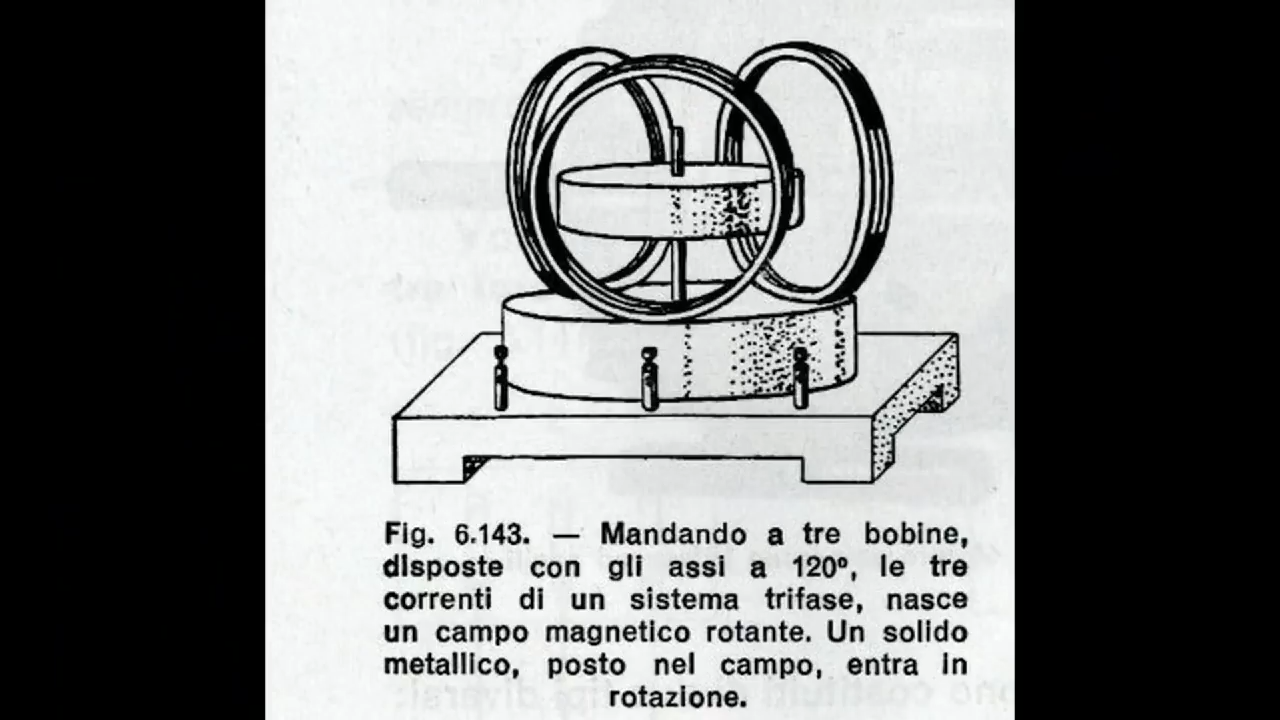 Fig. 6.143. — Mandando a tre bobine,
disposte con gli assi a 120º, le tre
correnti di un sistema trifase, nasce
un campo magnetico rotante. Un solido
metallico, posto nel campo, entra in
rotazione.